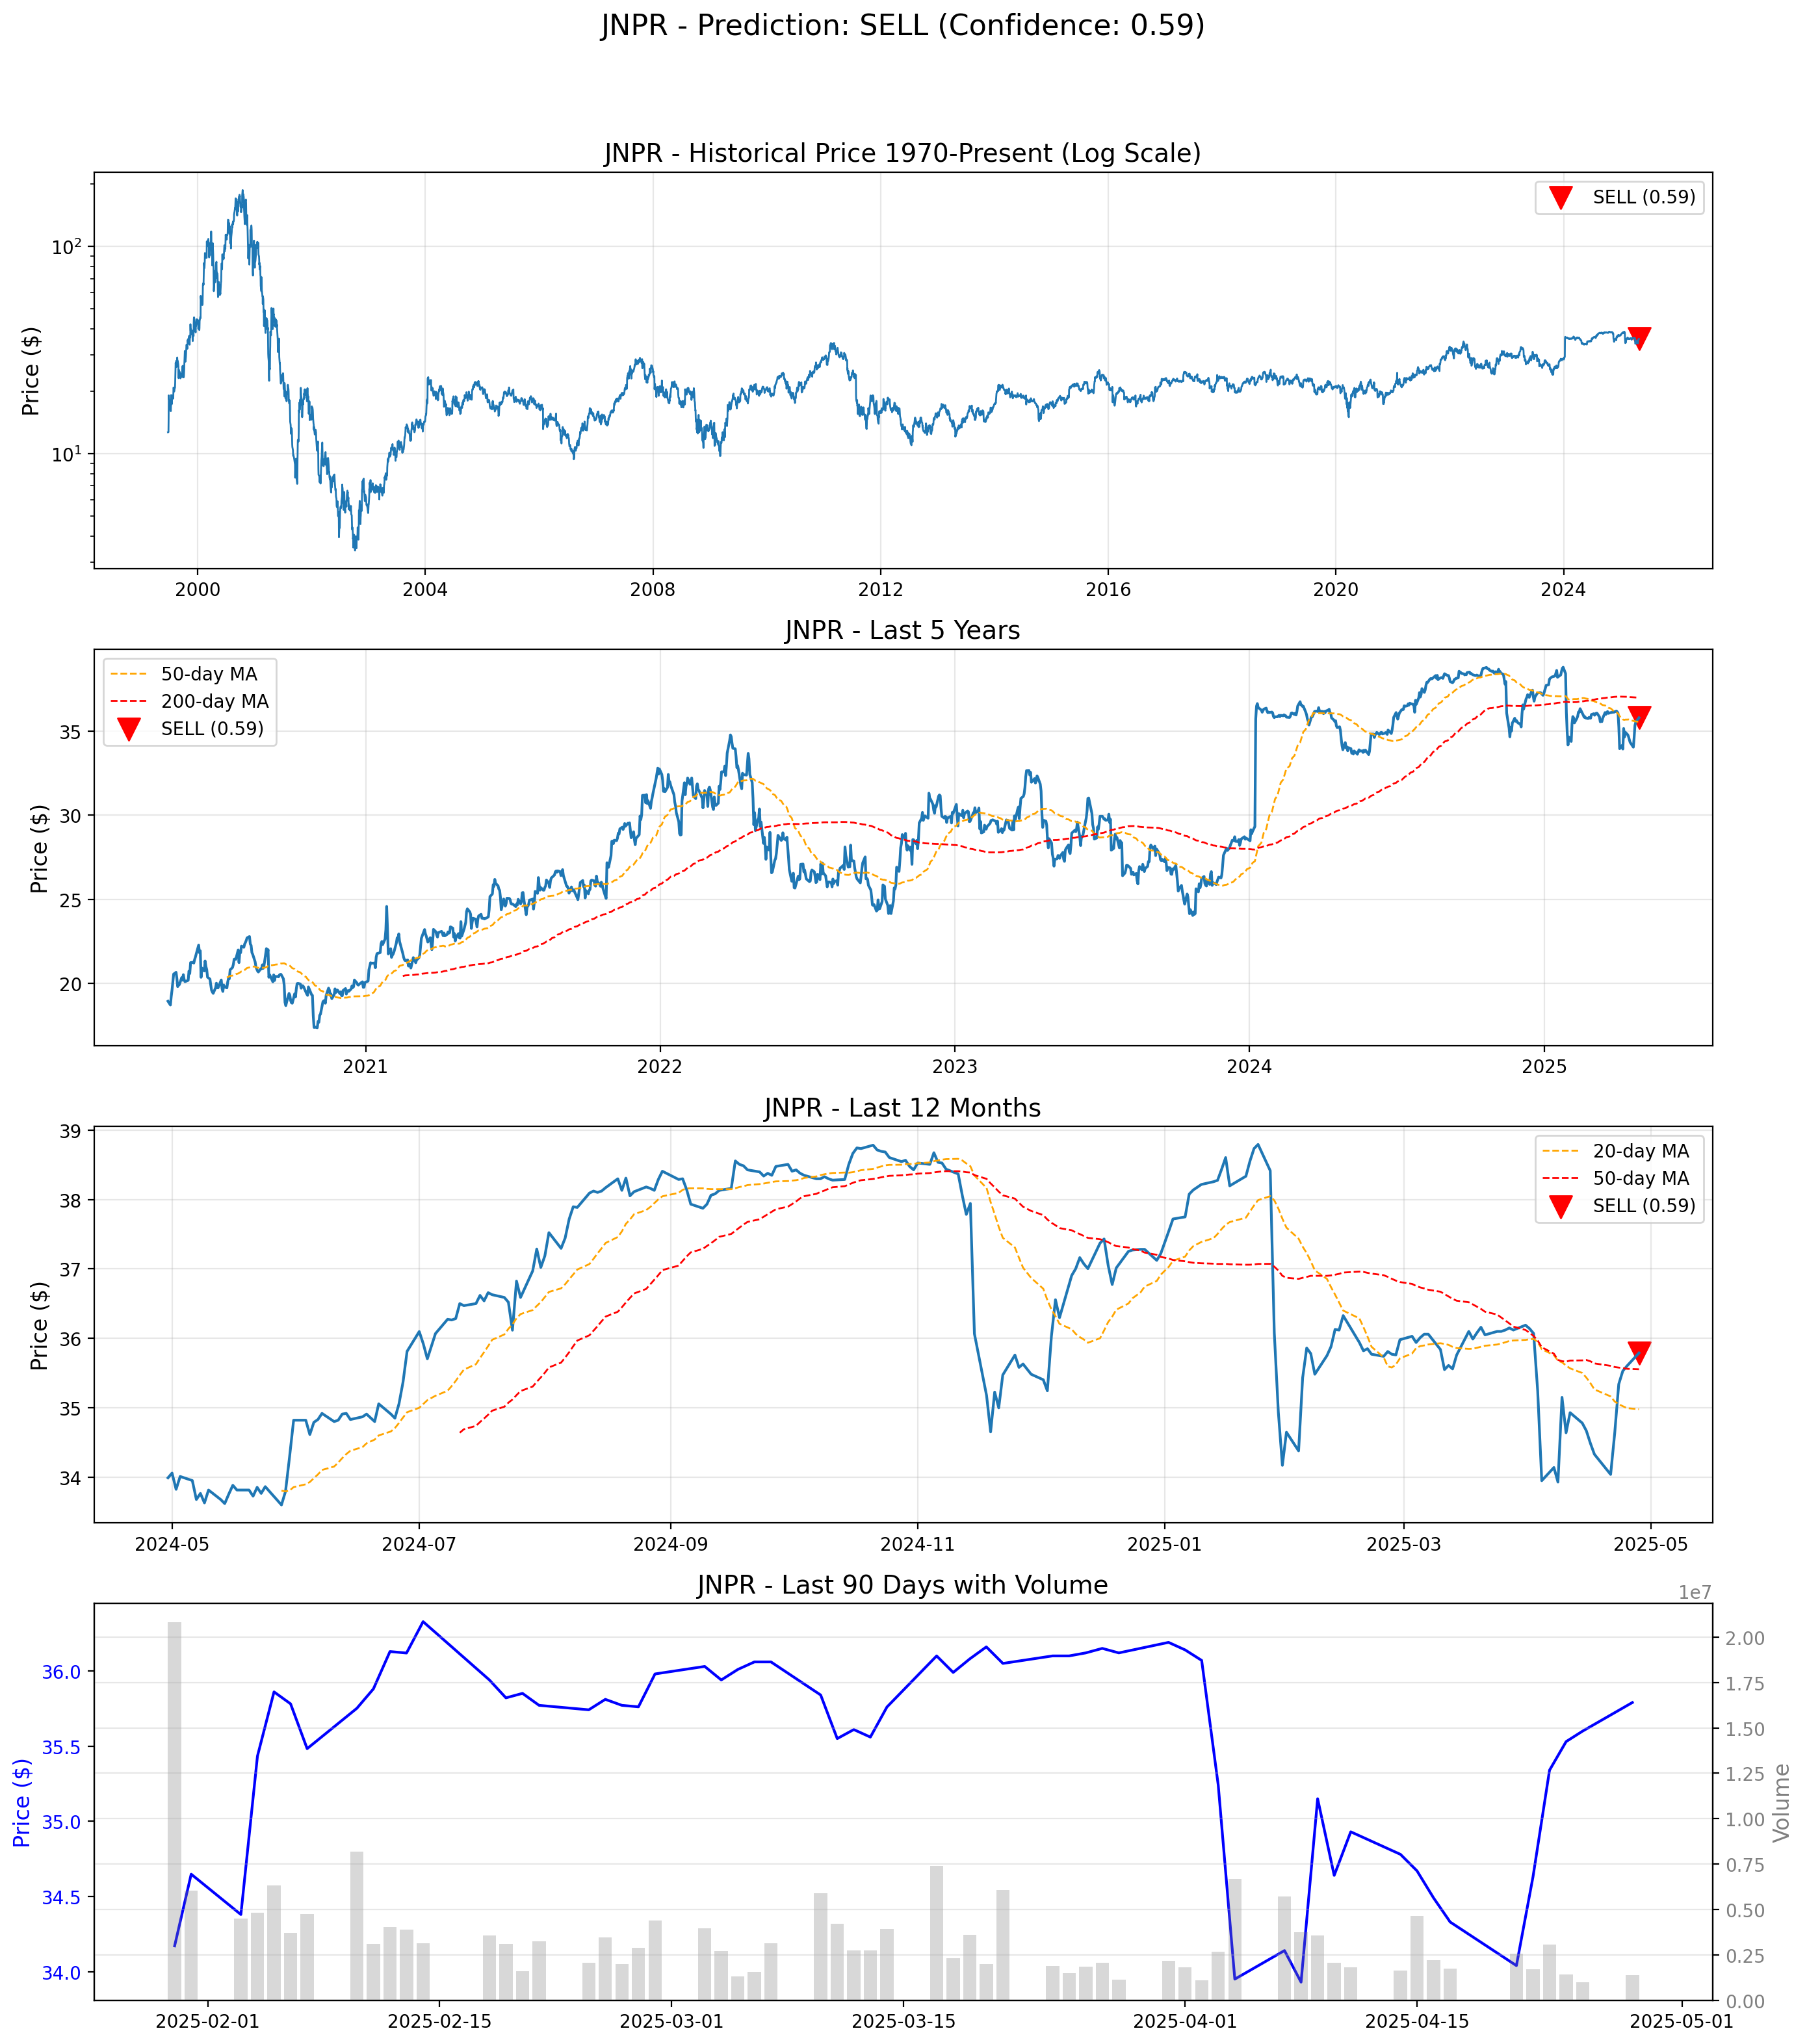 JNPR - Prediction: SELL (Confidence: 0.59)
JNPR - Historical Price 1970-Present (Log Scale)
SELL (0.59)
Price ($)
10²
10¹
2000 2004 2008 2012 2016 2020 2024
JNPR - Last 5 Years
50-day MA
200-day MA
SELL (0.59)
Price ($)
35
30
25
20
2021 2022 2023 2024 2025
JNPR - Last 12 Months
20-day MA
50-day MA
SELL (0.59)
Price ($)
39
38
37
36
35
34
2024-05 2024-07 2024-09 2024-11 2025-01 2025-03 2025-05
JNPR - Last 90 Days with Volume
1e7
Price ($)
36.0
35.5
35.0
34.5
34.0
2.00
1.75
1.50
1.25
1.00
0.75
0.50
0.25
0.00
Volume
2025-02-01 2025-02-15 2025-03-01 2025-03-15 2025-04-01 2025-04-15 2025-05-01